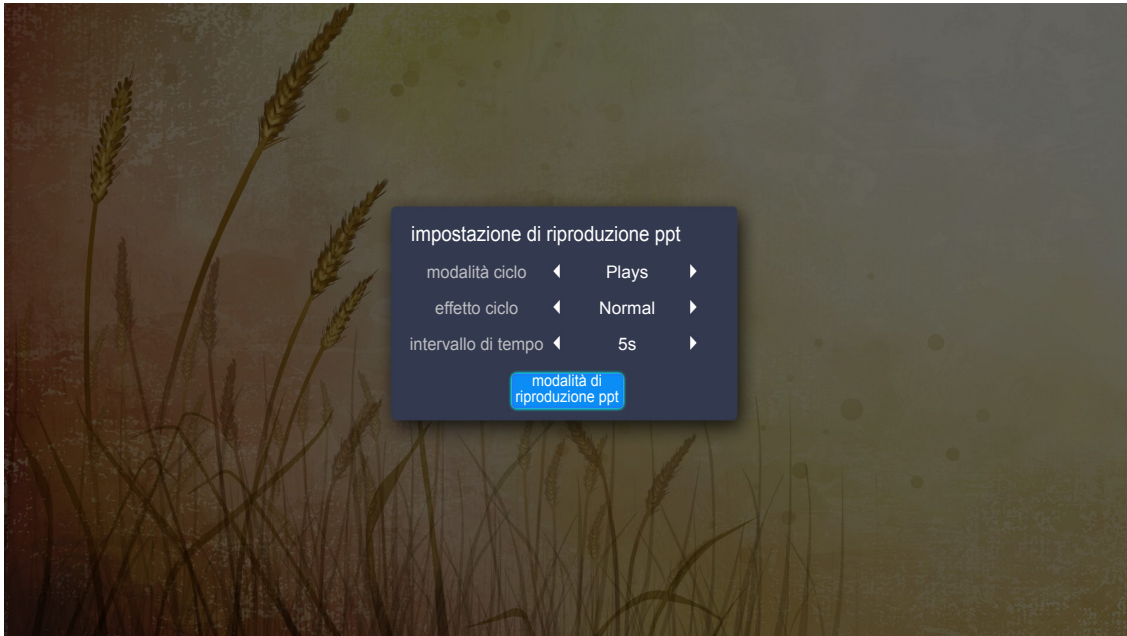 impostazione di riproduzione ppt
modalità ciclo Plays
effetto ciclo Normal
intervallo di tempo 5s
modalità di
riproduzione ppt